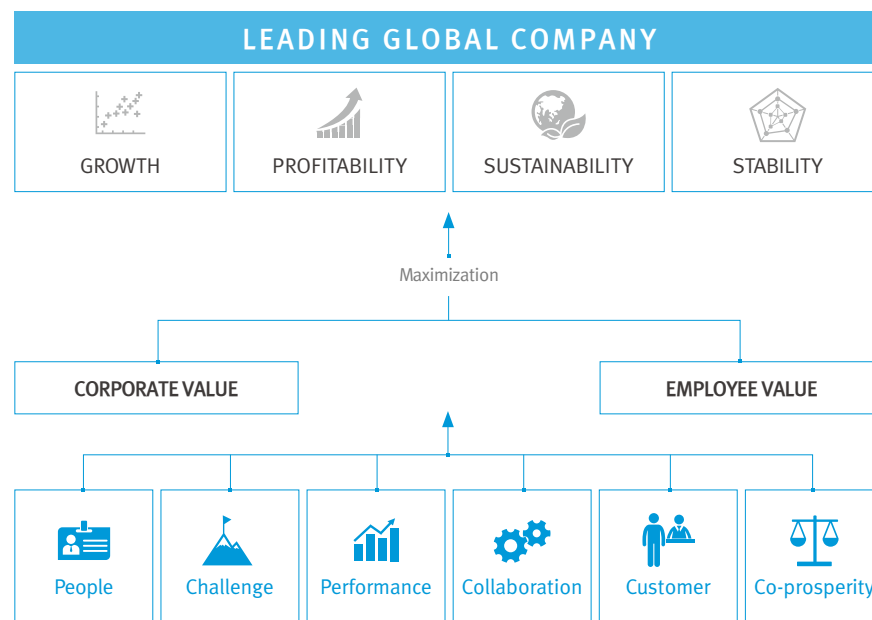 LEADING GLOBAL COMPANY
GROWTH
PROFITABILITY
SUSTAINABILITY
STABILITY
Maximization
CORPORATE VALUE
EMPLOYEE VALUE
People
Challenge
Performance
Collaboration
Customer
Co-prosperity